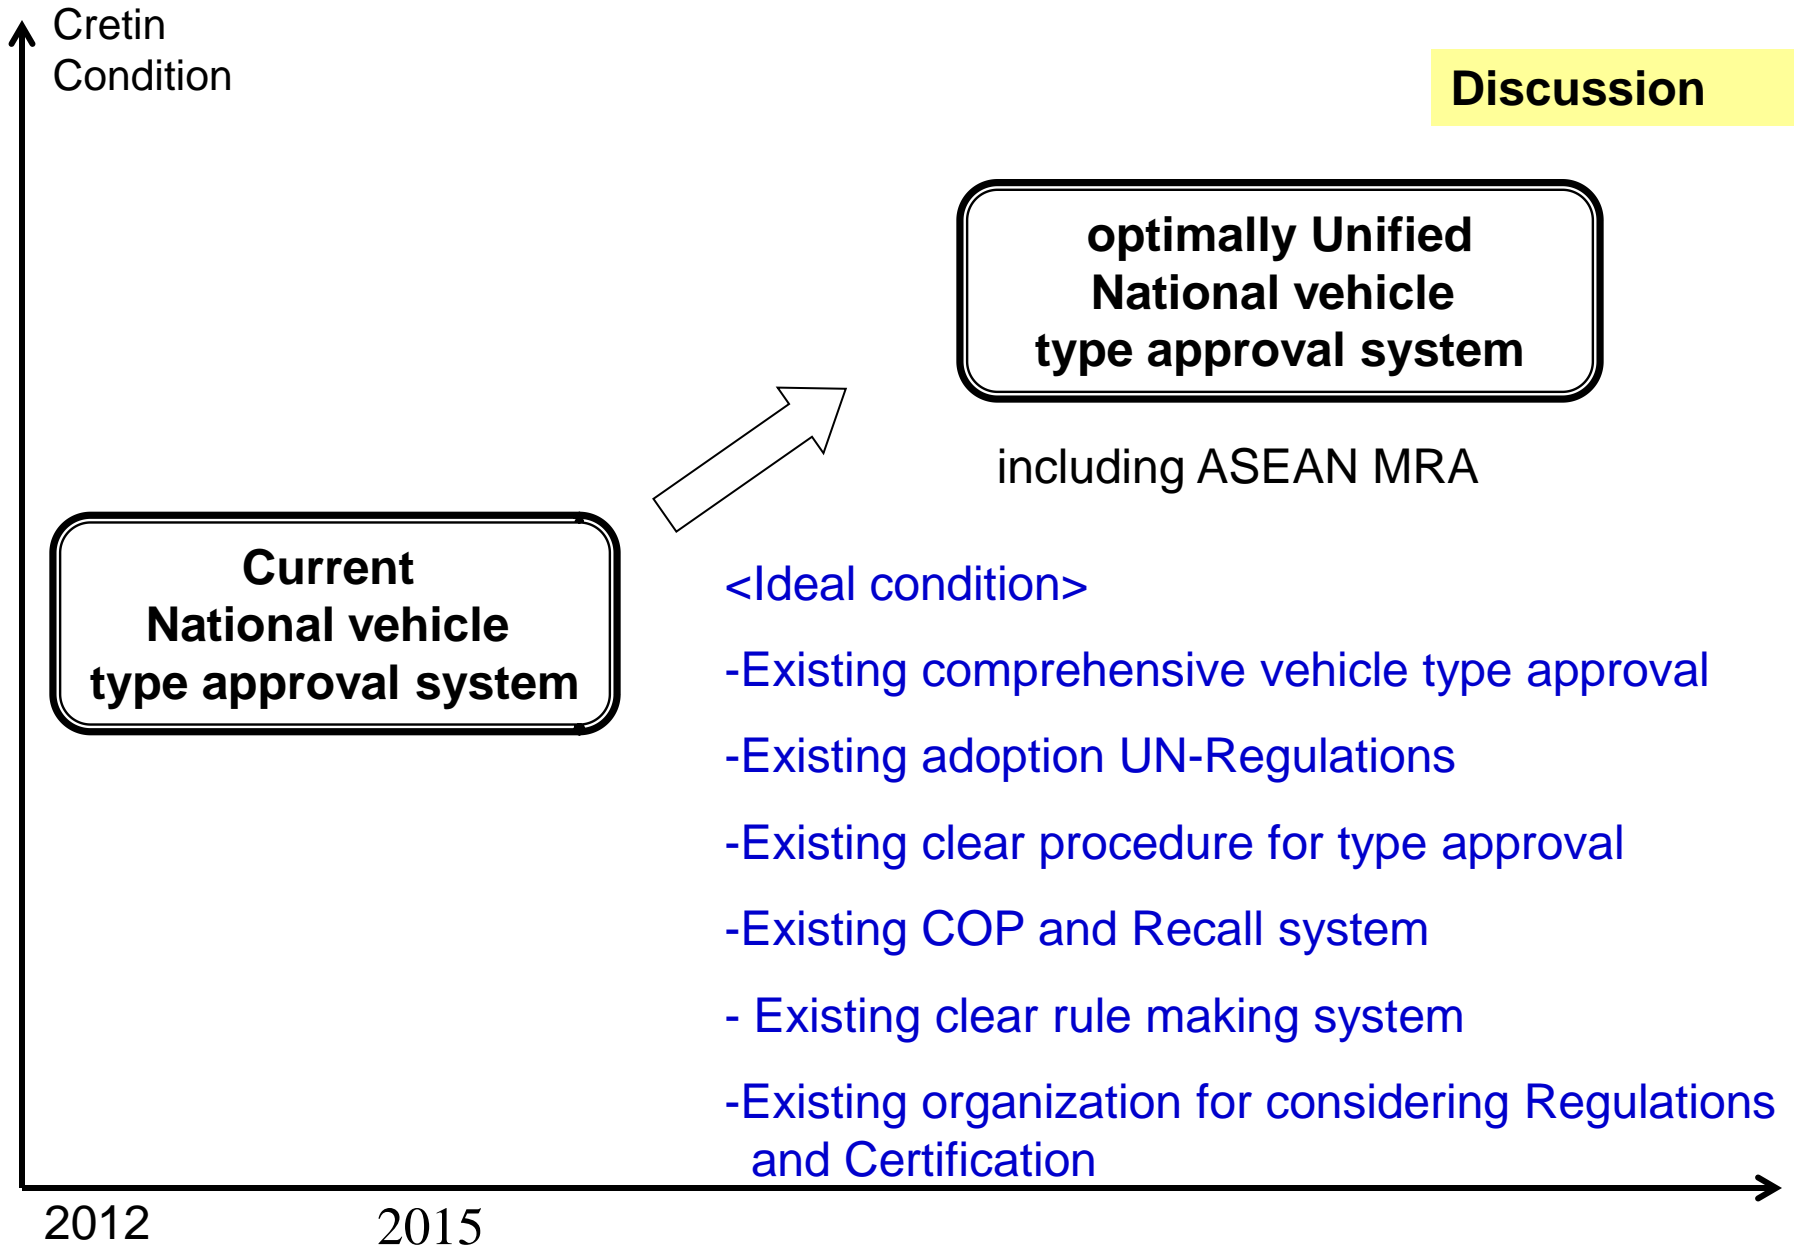 Cretin
Condition
Discussion
optimally Unified
National vehicle
type approval system
including ASEAN MRA
Current
National vehicle
type approval system
<Ideal condition>
-Existing comprehensive vehicle type approval
-Existing adoption UN-Regulations
-Existing clear procedure for type approval
-Existing COP and Recall system
- Existing clear rule making system
-Existing organization for considering Regulations
and Certification
2012
2015